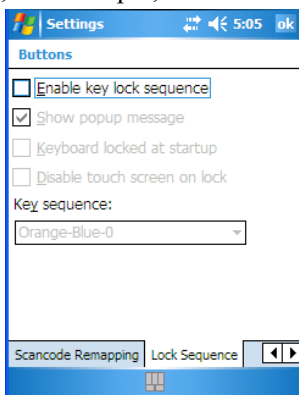 Settings 5:05 ok
Buttons
Enable key lock sequence
Show popup message
Keyboard locked at startup
Disable touch screen on lock
Key sequence:
Orange-Blue-0
Scancode Remapping Lock Sequence